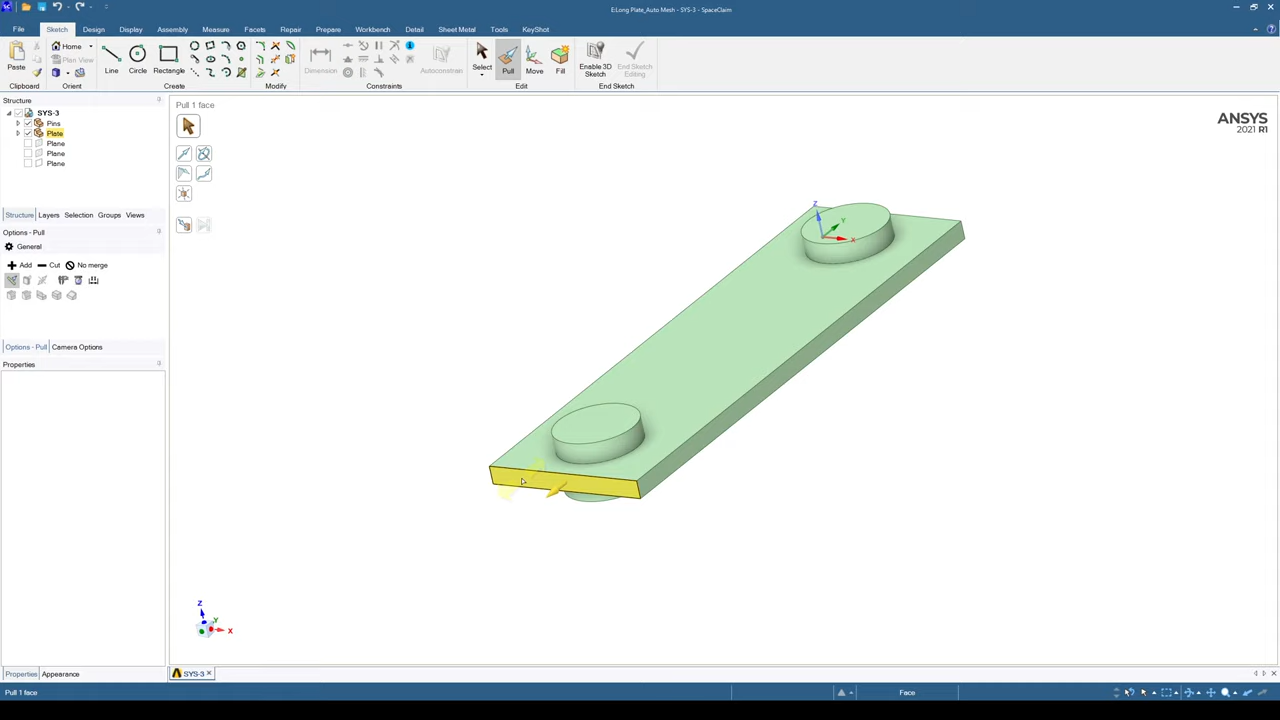 E:Long Plate_Auto Mesh - SYS-3 - SpaceClaim
File Sketch Design Display Assembly Measure Facets Repair Prepare Workbench Detail Sheet Metal Tools KeyShot
Paste
Home
Plan View
Line
Circle
Rectangle
Dimension
Autoconstrain
Select
Pull
Move
Fill
Enable 3D
Sketch
End Sketch
Editing
Clipboard Orient Create Modify Constraints Edit End Sketch
Structure
Pull 1 face
SYS-3
Pins
Plate
Plane
Plane
Plane
ANSYS
2021 R1
Structure Layers Selection Groups Views
Options - Pull
General
Add Cut No merge
Options - Pull Camera Options
Properties
Z
Y
X
Z
Y
X
Properties Appearance
SYS-3
Pull 1 face
Face